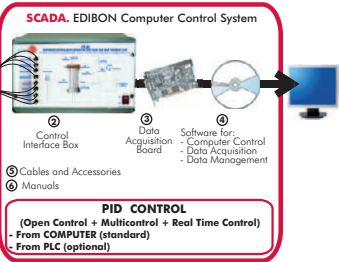 SCADA. EDIBON Computer Control System
②
Control
Interface Box
③
Data
Acquisition
Board
④
Software for:
- Computer Control
- Data Acquisition
- Data Management
⑤ Cables and Accessories
⑥ Manuals
PID CONTROL
(Open Control + Multicontrol + Real Time Control)
- From COMPUTER (standard)
- From PLC (optional)